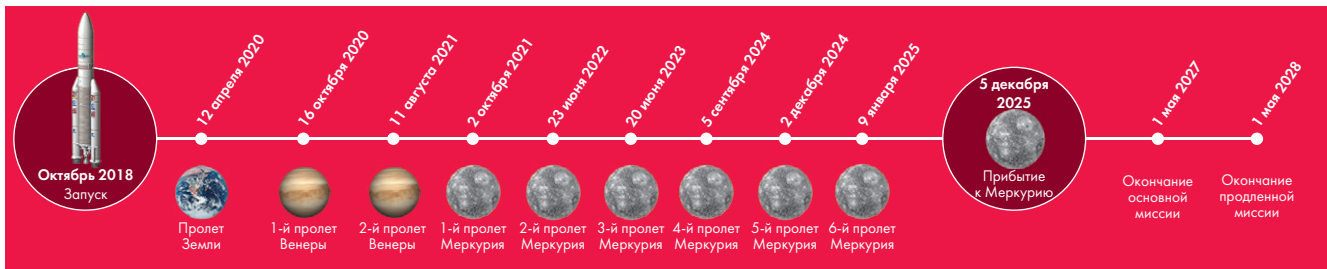 Октябрь 2018
Запуск
12 апреля 2020
Пролет
Земли
16 октября 2020
1-й пролет
Венеры
11 августа 2021
2-й пролет
Венеры
2 октября 2021
1-й пролет
Меркурия
23 июня 2022
2-й пролет
Меркурия
20 июня 2023
3-й пролет
Меркурия
5 сентября 2024
4-й пролет
Меркурия
2 декабря 2024
5-й пролет
Меркурия
9 января 2025
6-й пролет
Меркурия
5 декабря
2025
Прибытие
к Меркурию
1 мая 2027
Окончание
основной
миссии
1 мая 2028
Окончание
продленной
миссии